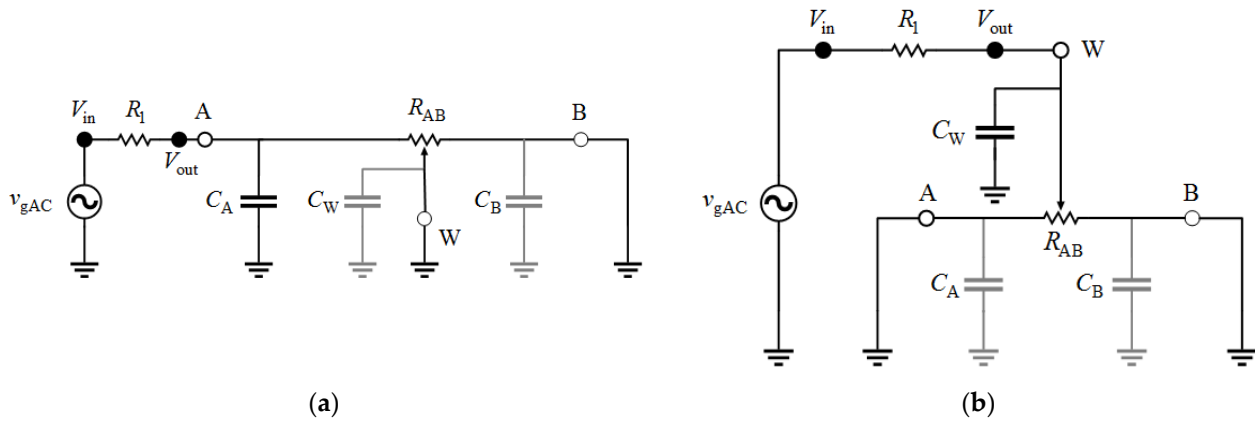 V_in R_1 A R_AB B
V_out
v_gAC C_A C_W C_B
W
(a)
V_in R_1 V_out
W
C_W
v_gAC A B
R_AB
C_A C_B
(b)